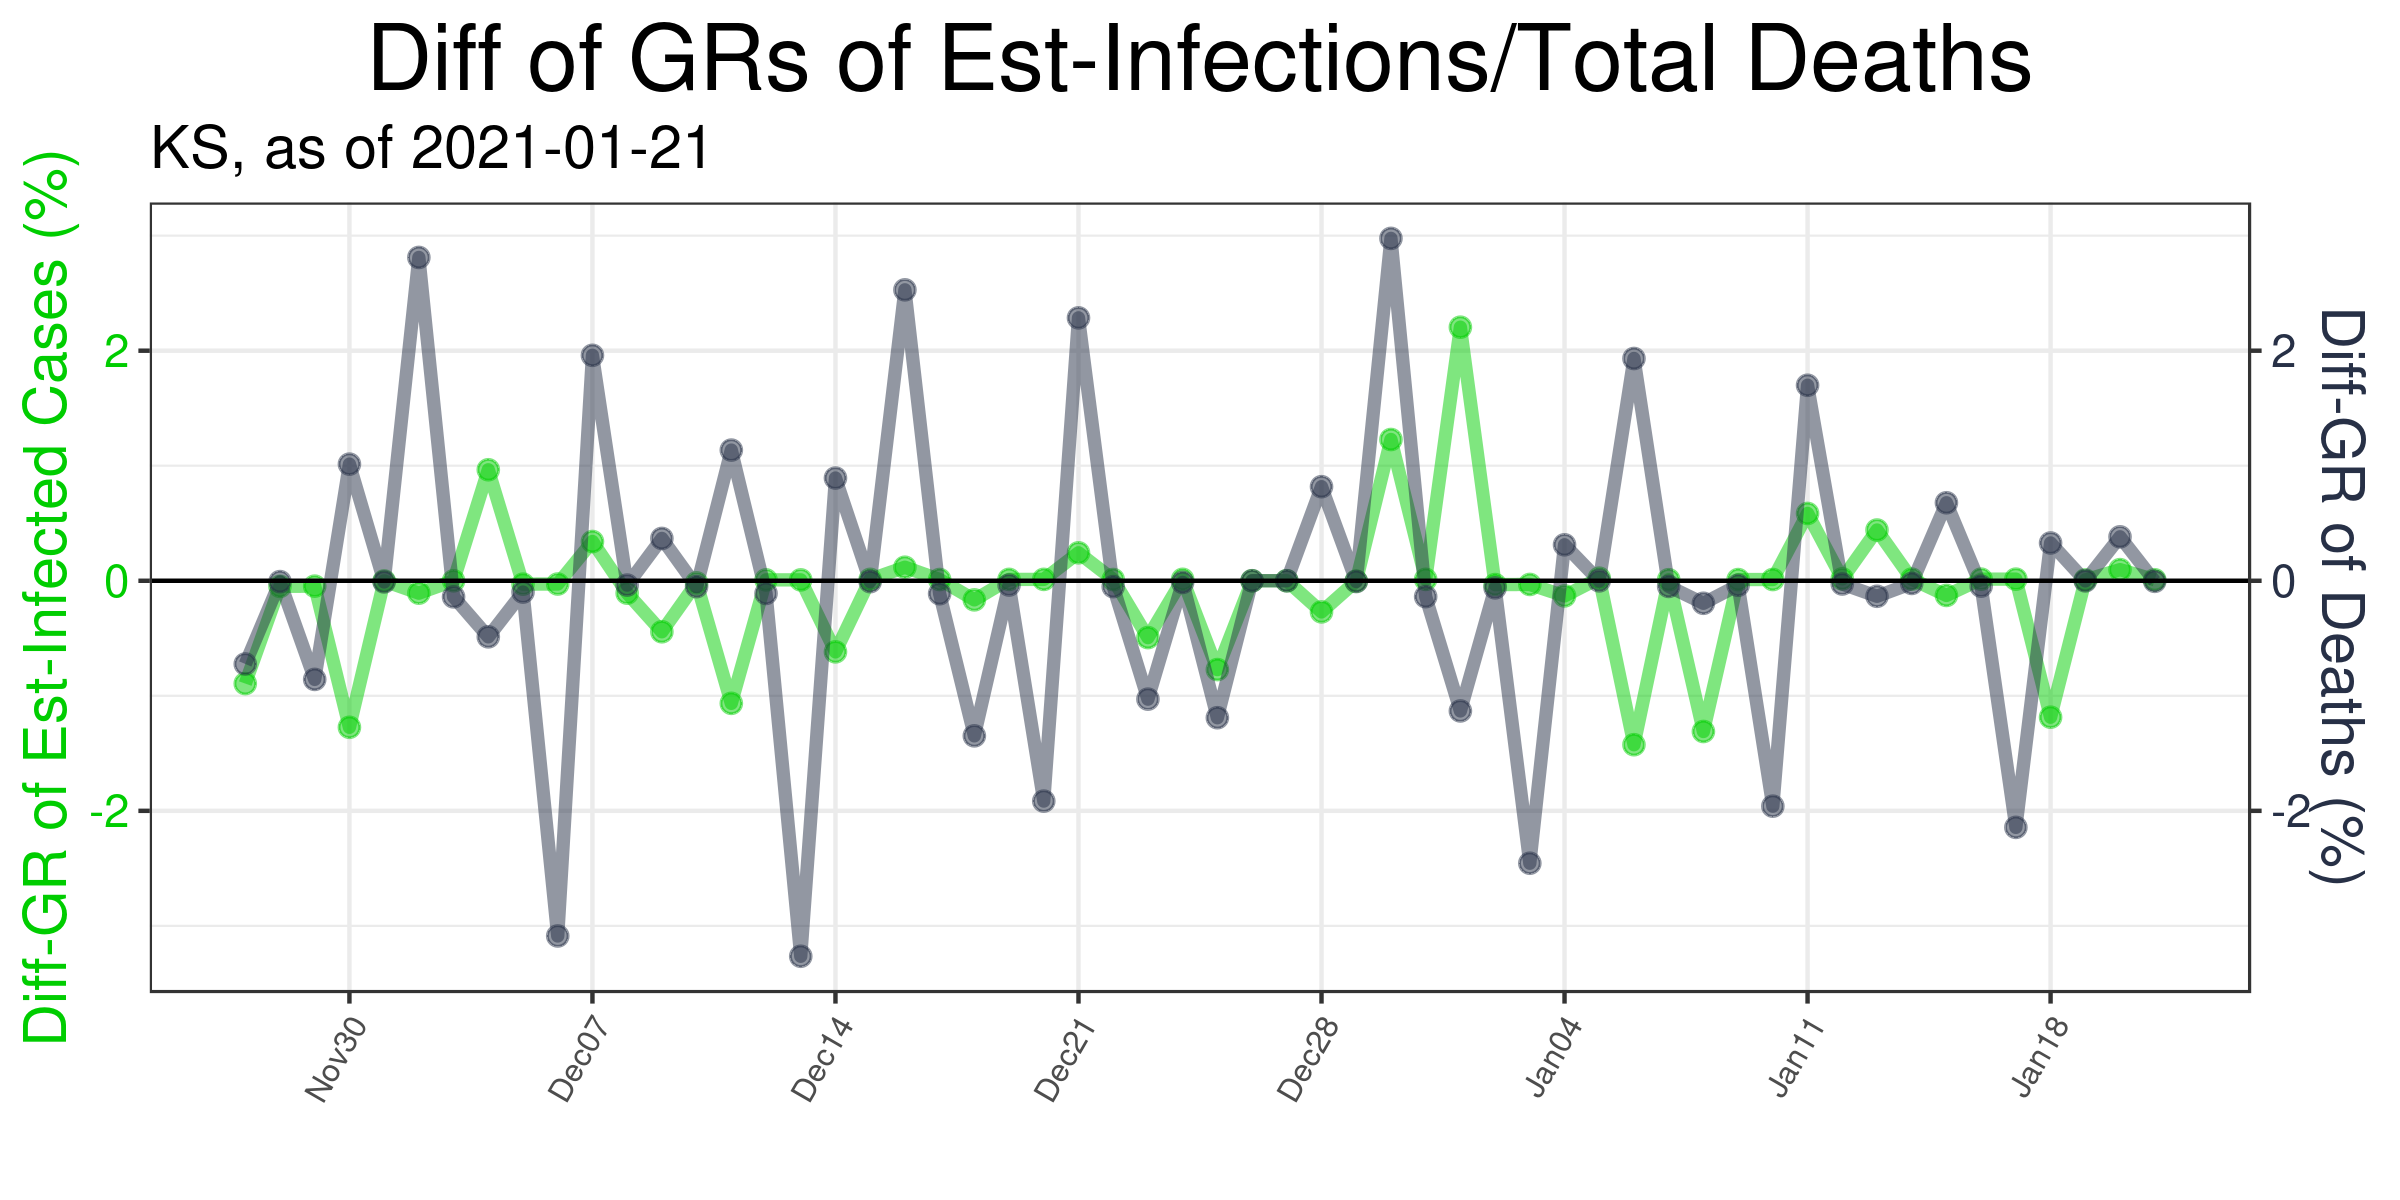 Diff of GRs of Est-Infections/Total Deaths
KS, as of 2021-01-21
Diff-GR of Est-Infected Cases (%)
2
0
-2
2
0
-2
Diff-GR of Deaths (%)
Nov30
Dec07
Dec14
Dec21
Dec28
Jan04
Jan11
Jan18